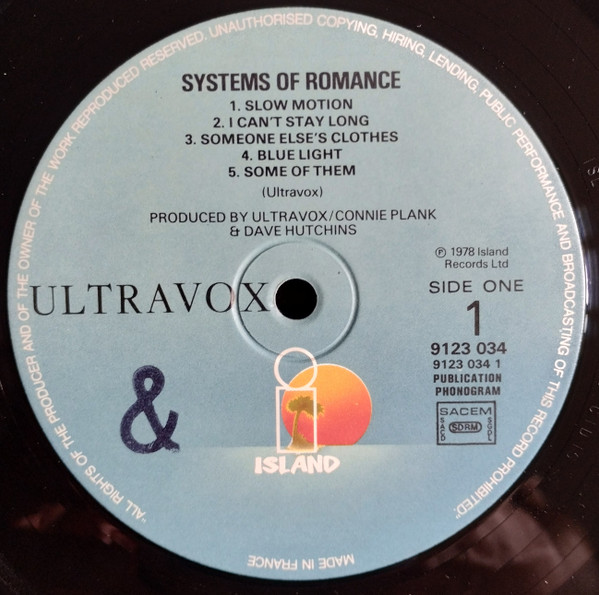 "ALL RIGHTS OF THE PRODUCER AND OF THE OWNER OF THE WORK REPRODUCED RESERVED. UNAUTHORISED COPYING, HIRING, LENDING, PUBLIC PERFORMANCE AND BROADCASTING OF THIS RECORD PROHIBITED."
SYSTEMS OF ROMANCE
1. SLOW MOTION
2. I CAN'T STAY LONG
3. SOMEONE ELSE'S CLOTHES
4. BLUE LIGHT
5. SOME OF THEM
(Ultravox)
PRODUCED BY ULTRAVOX/CONNIE PLANK
& DAVE HUTCHINS
℗ 1978 Island
Records Ltd
ULTRAVOX
SIDE ONE
1
9123 034
9123 034 1
PUBLICATION
PHONOGRAM
SACEM
SACD SDRM SGDL
&
i
ISLAND
MADE IN FRANCE